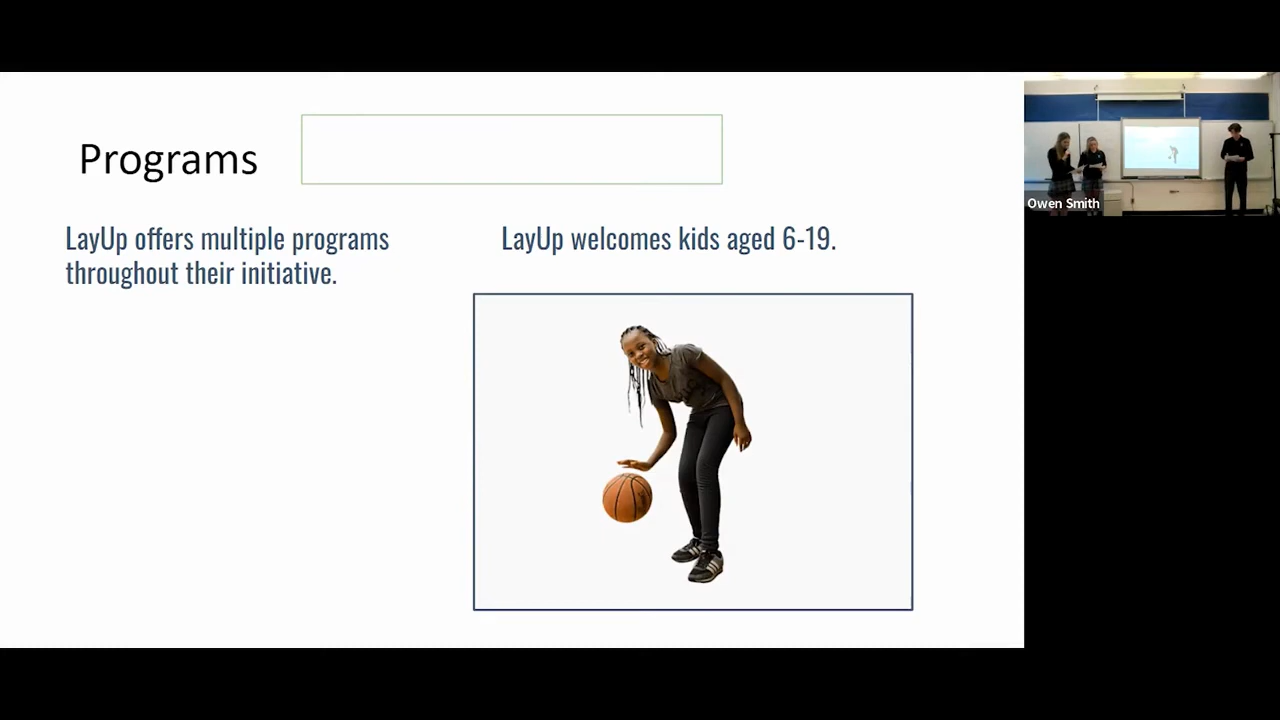 Programs
LayUp offers multiple programs
throughout their initiative.
LayUp welcomes kids aged 6-19.
Owen Smith